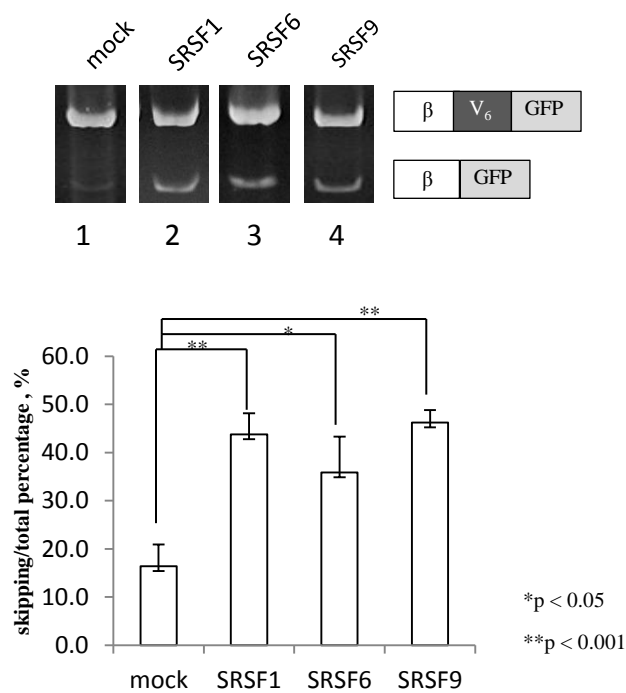 mock SRSF1 SRSF6 SRSF9
β V6 GFP
β GFP
1 2 3 4
**
*
**
60.0
50.0
40.0
30.0
20.0
10.0
0.0
skipping/total percentage , %
mock SRSF1 SRSF6 SRSF9
*p < 0.05
**p < 0.001